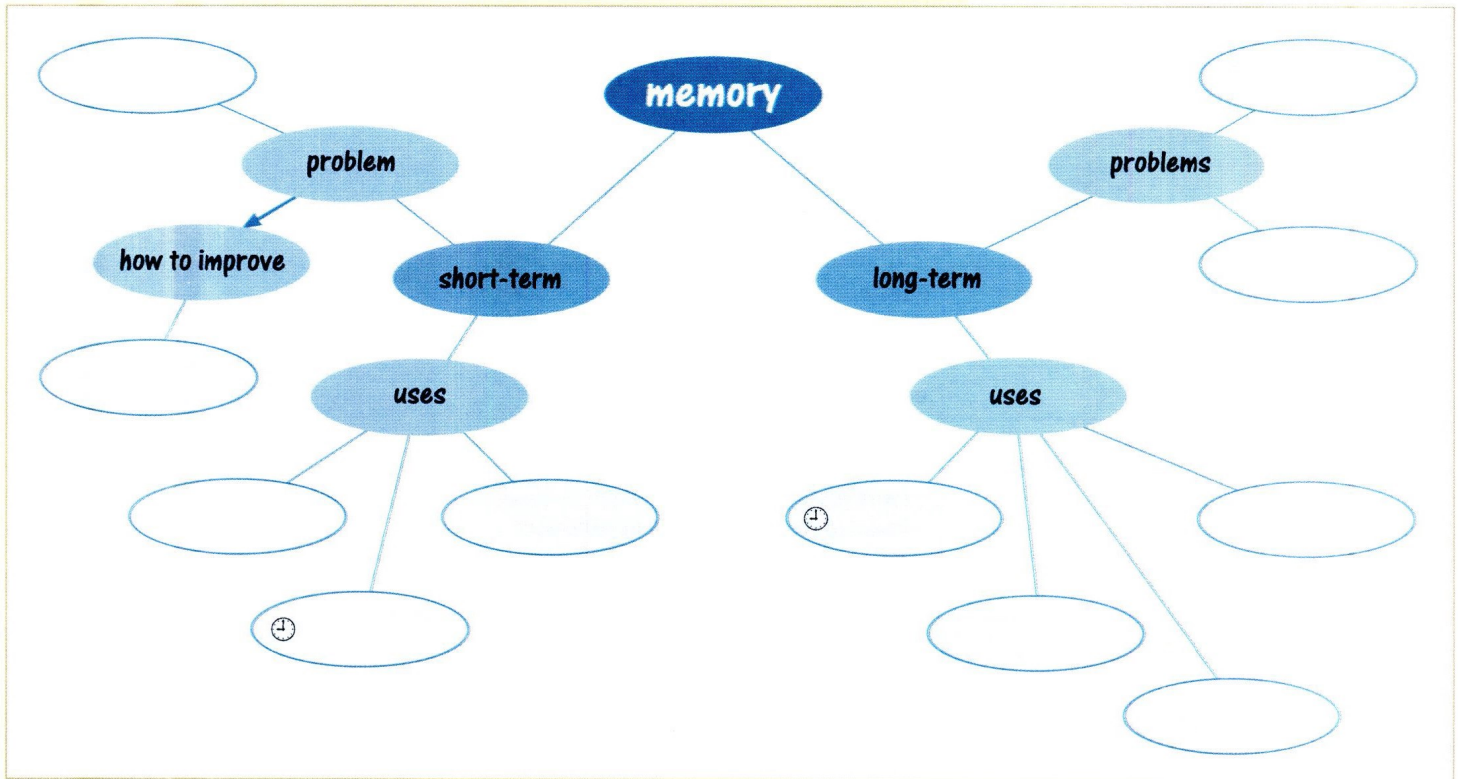 memory
problem
problems
how to improve
short-term
long-term
uses
uses